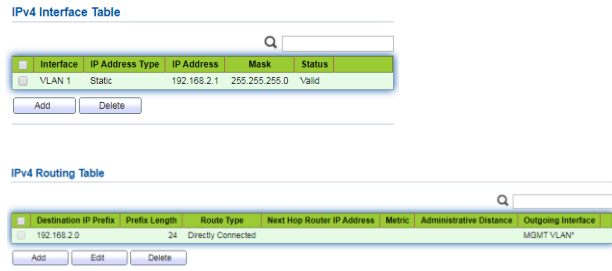 IPv4 Interface Table
Interface IP Address Type IP Address Mask Status
VLAN 1 Static 192.168.2.1 255.255.255.0 Valid
Add Delete
IPv4 Routing Table
Destination IP Prefix Prefix Length Route Type Next Hop Router IP Address Metric Administrative Distance Outgoing Interface
192.168.2.0 24 Directly Connected MGMT VLAN*
Add Edit Delete